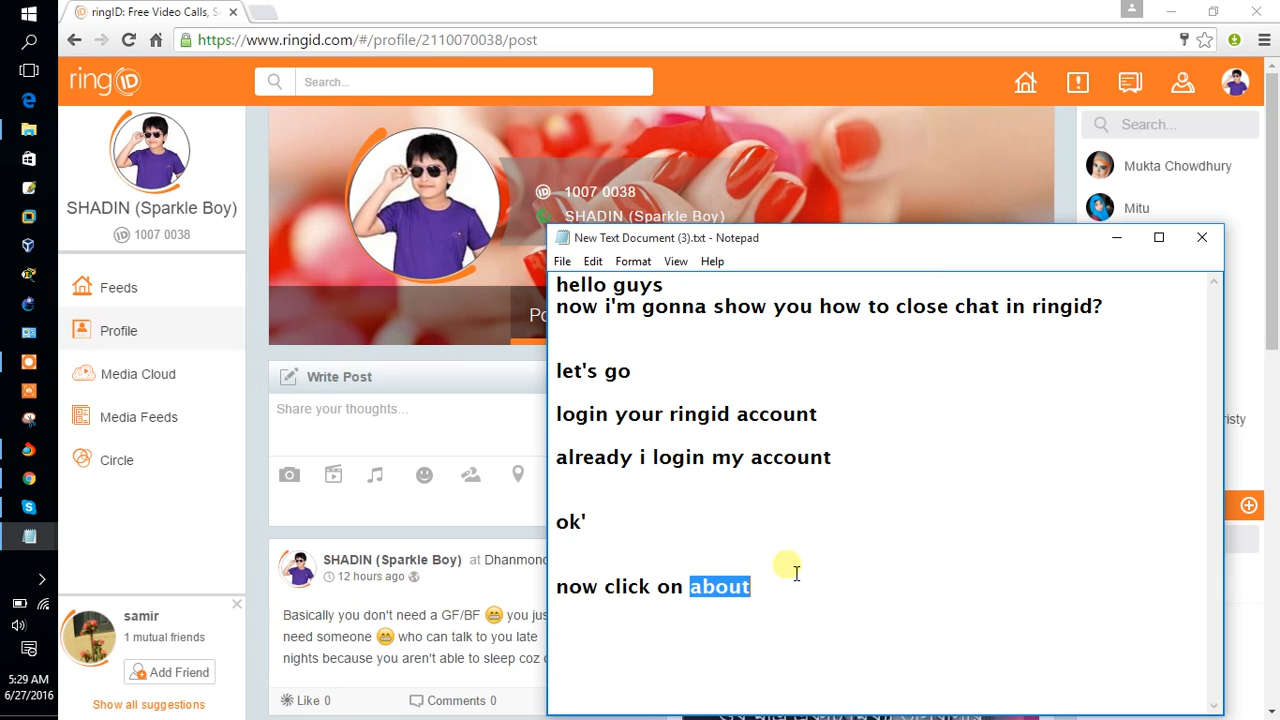 ringID: Free Video Calls, S
https://www.ringid.com/#/profile/2110070038/post
ringID
Search...
SHADIN (Sparkle Boy)
1007 0038
Feeds
Profile
Media Cloud
Media Feeds
Circle
samir
1 mutual friends
Add Friend
Show all suggestions
5:29 AM
6/27/2016
1007 0038
SHADIN (Sparkle Boy)
Po
Write Post
Share your thoughts...
SHADIN (Sparkle Boy) at Dhanmon
12 hours ago
Basically you don't need a GF/BF 😁 you jus
need someone 😁 who can talk to you late
nights because you aren't able to sleep coz
Like 0
Comments 0
Search...
Mukta Chowdhury
Mitu
isty
New Text Document (3).txt - Notepad
File Edit Format View Help
hello guys
now i'm gonna show you how to close chat in ringid?
let's go
login your ringid account
already i login my account
ok'
now click on about